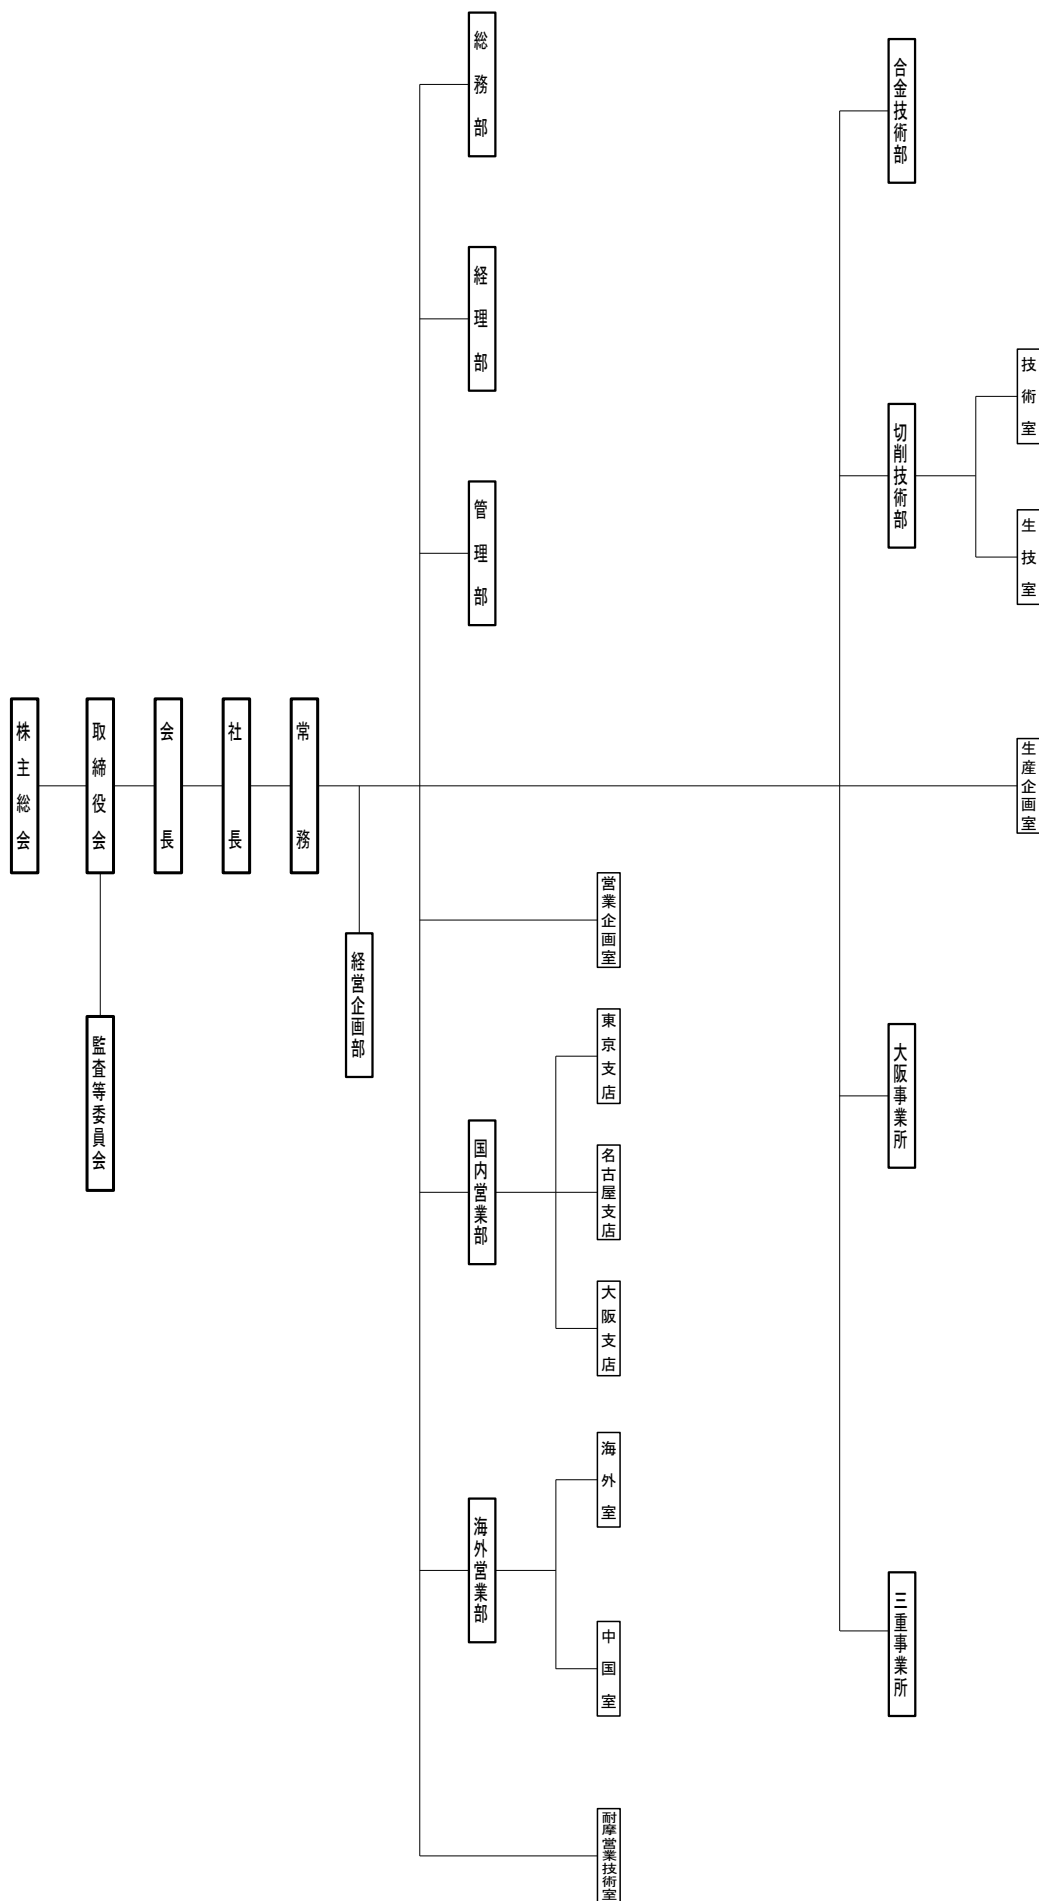 株主総会
取締役会
監査等委員会
会長
社長
常務
経営企画部
総務部
経理部
管理部
営業企画室
国内営業部
東京支店
名古屋支店
大阪支店
海外営業部
海外室
中国室
耐摩営業技術室
合金技術部
切削技術部
技術室
生技室
生産企画室
大阪事業所
三重事業所